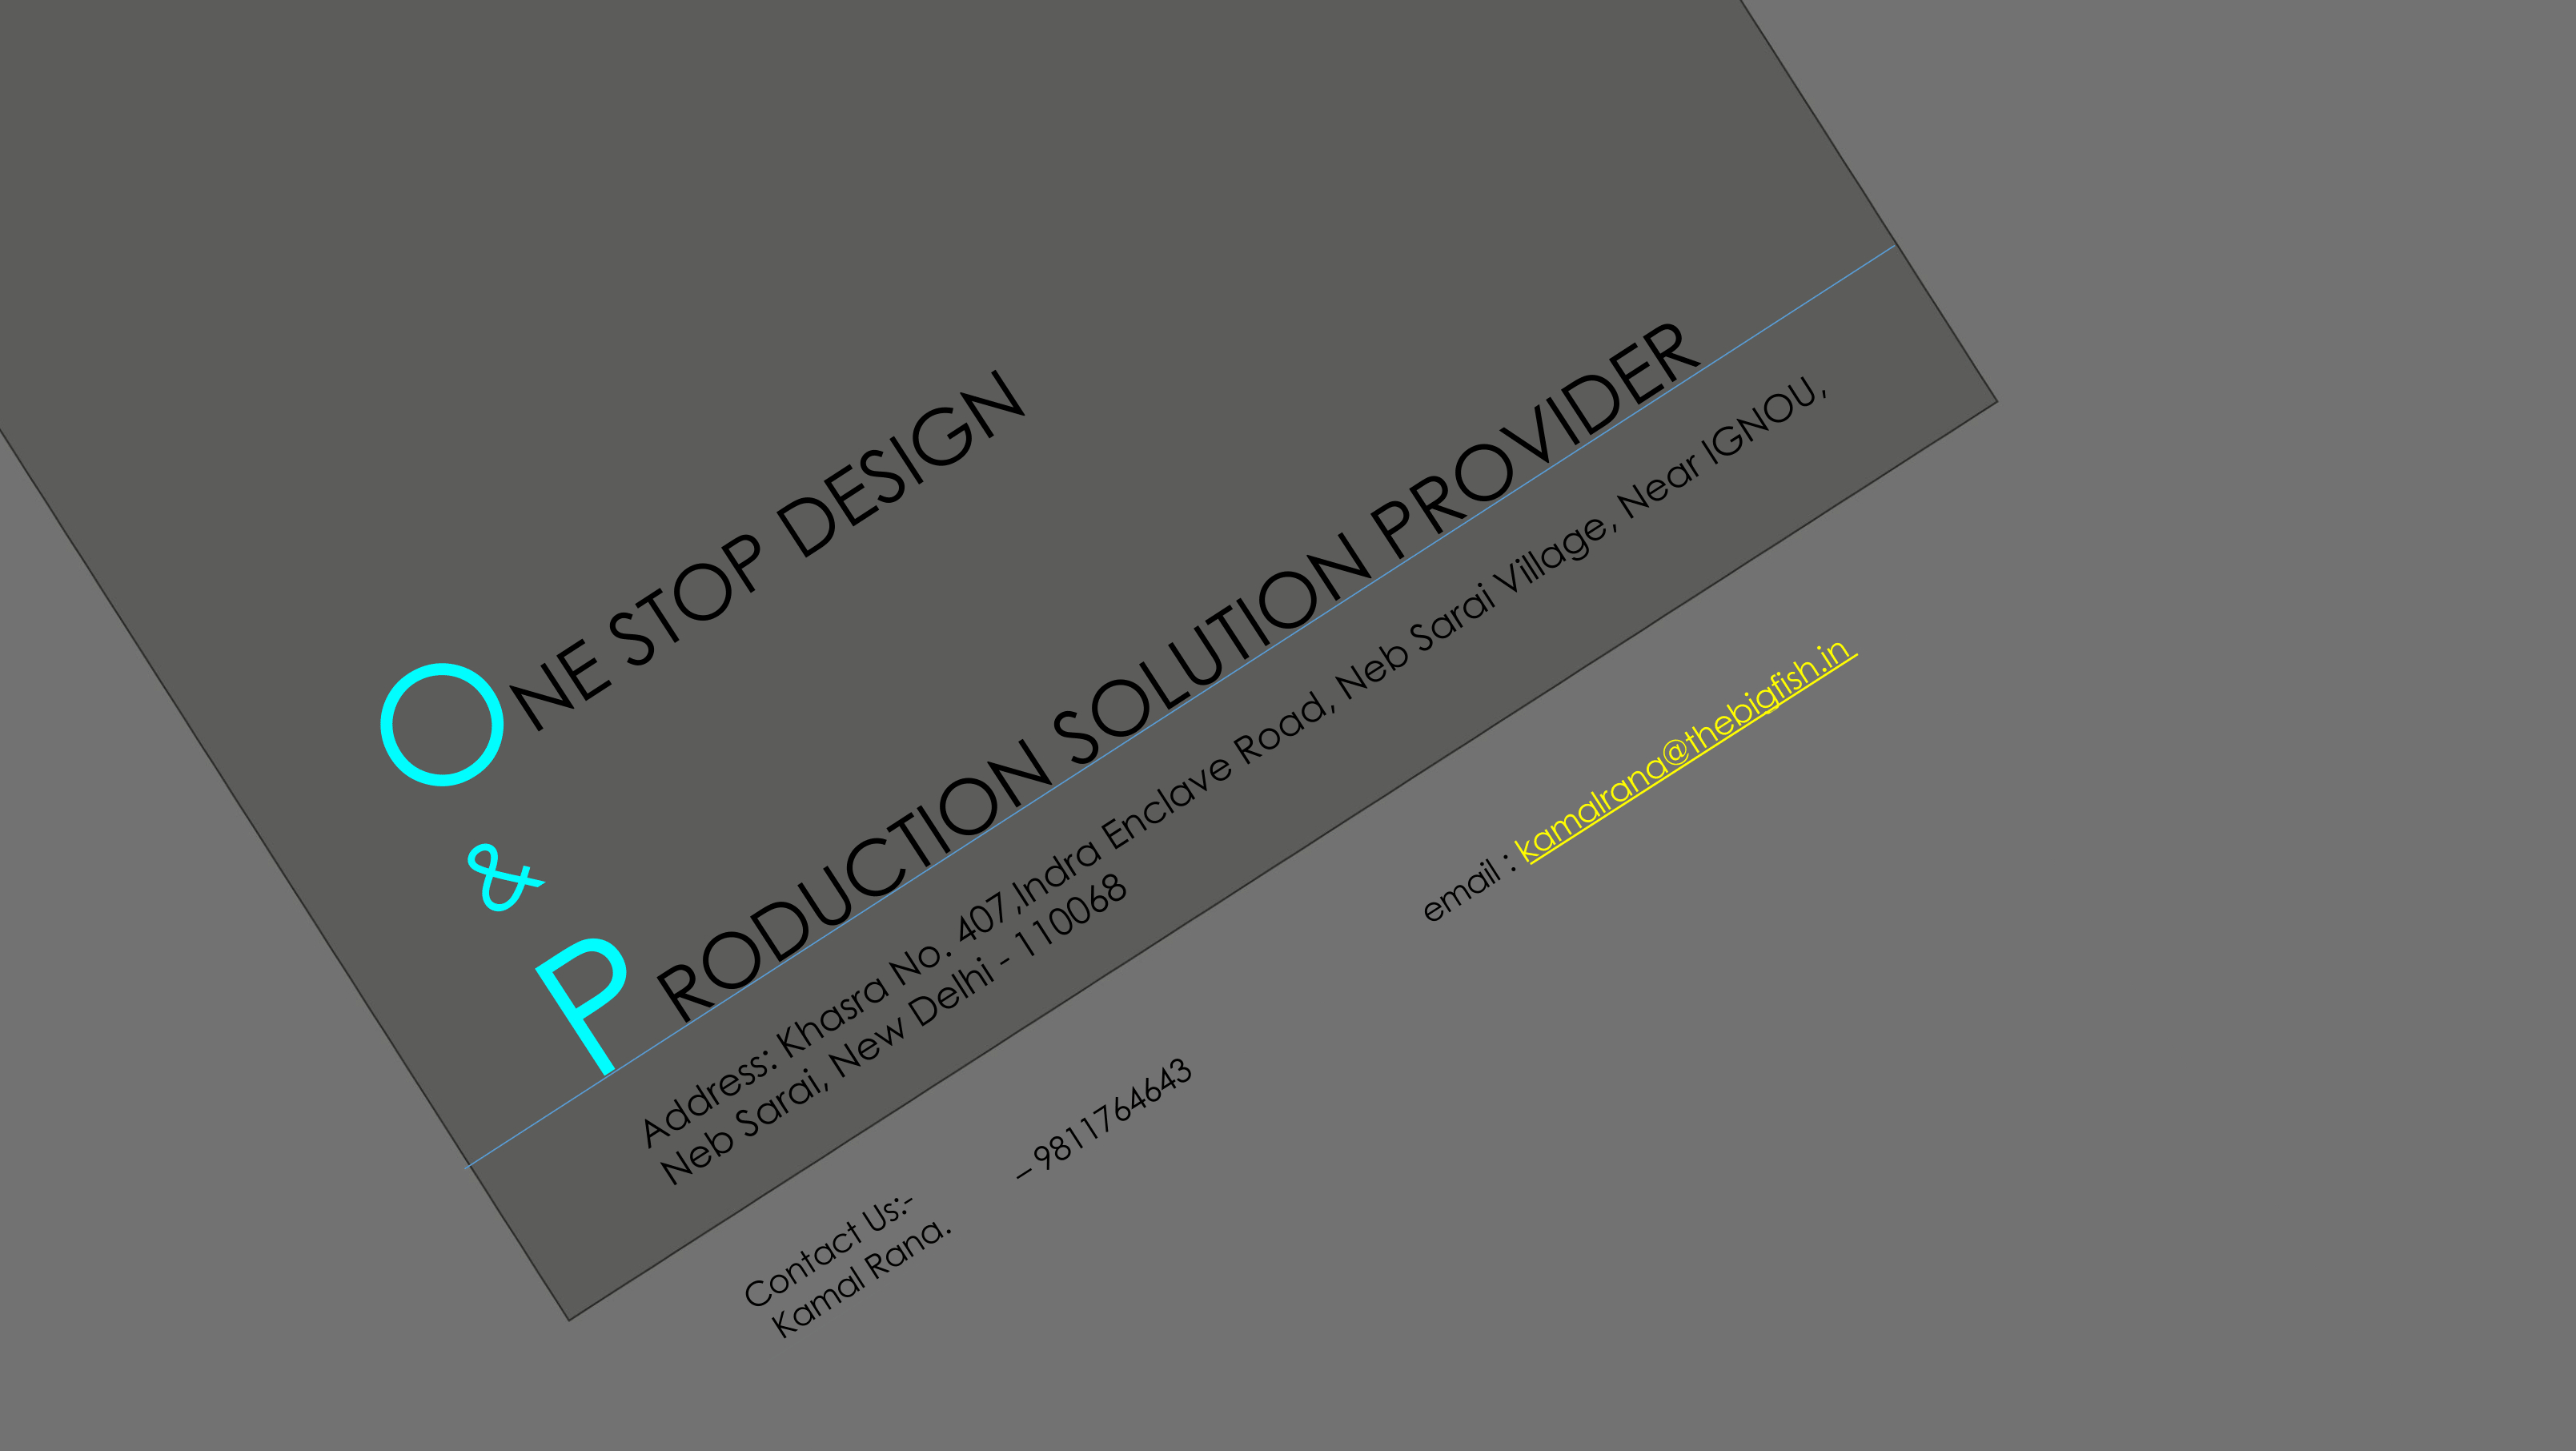 ONE STOP DESIGN
&
PRODUCTION SOLUTION PROVIDER
Address: Khasra No. 407,Indra Enclave Road, Neb Sarai Village, Near IGNOU,
Neb Sarai, New Delhi - 110068
Contact Us:-
Kamal Rana. – 9811764643 email : kamalrana@thebigfish.in